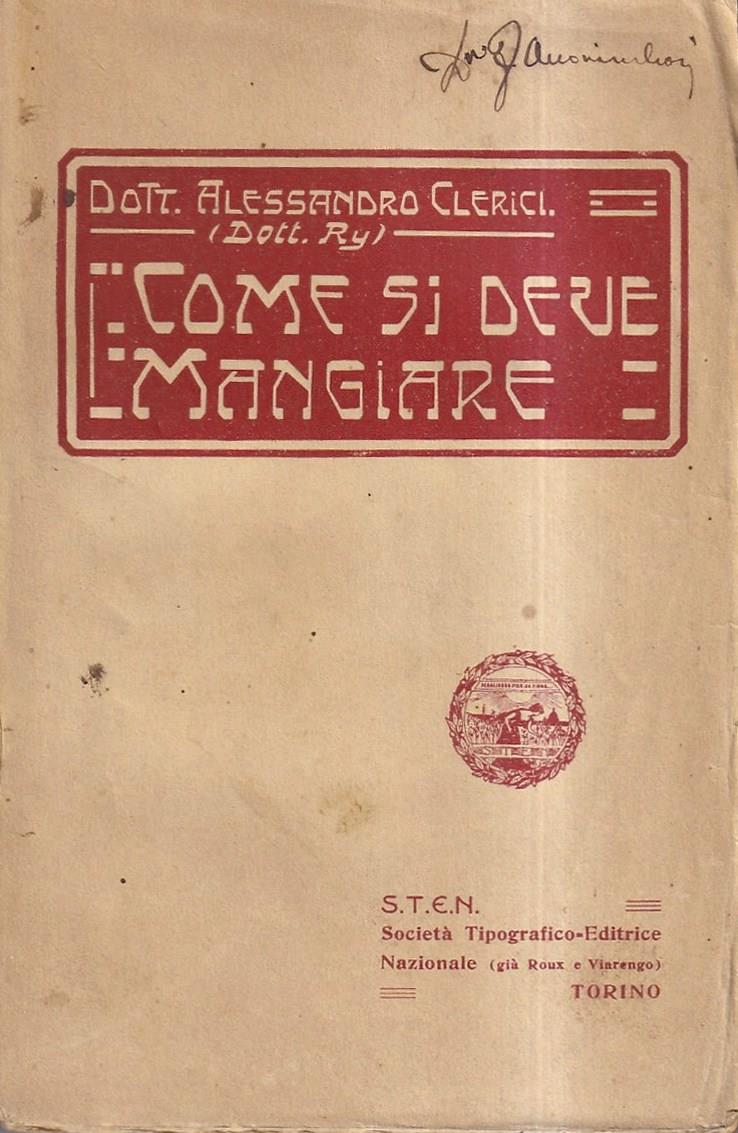 DOTT. ALESSANDRO CLERICI.
(Dott. Ry)
COME SI DEVE
MANGIARE
S.T.E.N.
S.T.E.N.
Società Tipografico-Editrice
Nazionale (già Roux e Viarengo)
TORINO